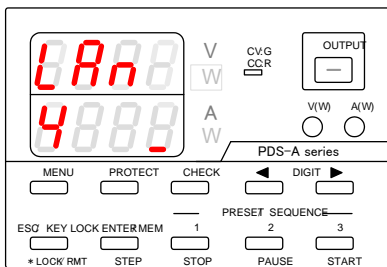 LAn
V
W
CV:G
CC:R
OUTPUT
4 _
A
W
V(W) A(W)
PDS-A series
MENU PROTECT CHECK ◀ DIGIT ▶
PRESET/ SEQUENCE
ESC/ KEY LOCK ENTER/MEM 1 2 3
*LOCK/ RMT STEP STOP PAUSE START